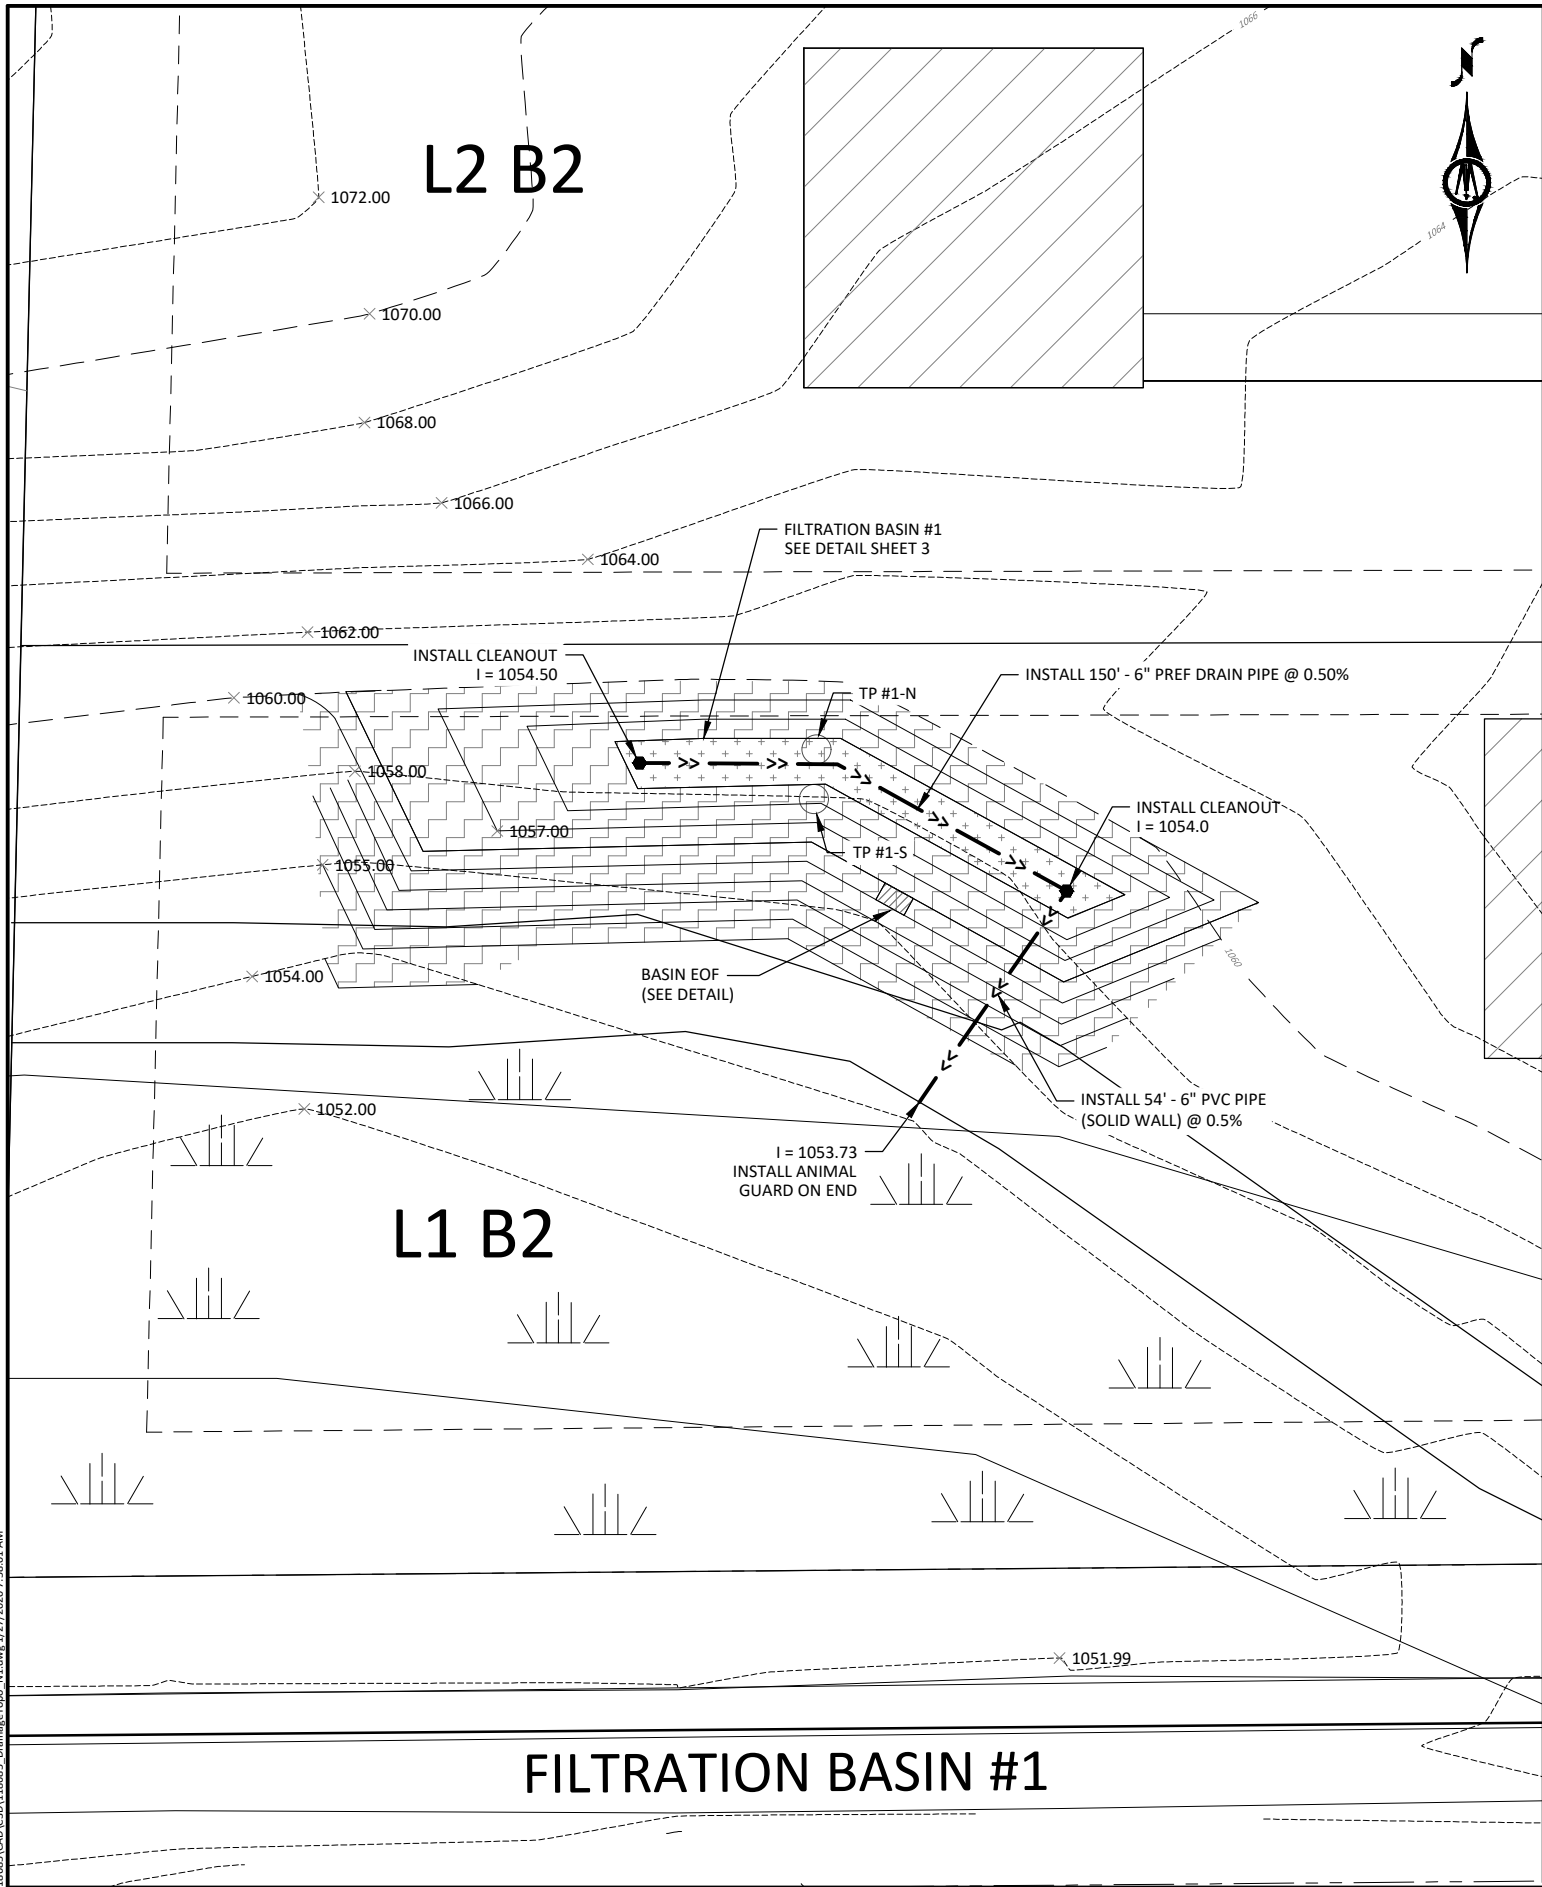 1066
N
L2 B2
1072.00
1064
1070.00
1068.00
1066.00
FILTRATION BASIN #1
SEE DETAIL SHEET 3
1064.00
1062.00
INSTALL CLEANOUT
I = 1054.50
INSTALL 150' - 6" PREF DRAIN PIPE @ 0.50%
TP #1-N
1060.00
1058.00
INSTALL CLEANOUT
I = 1054.0
1057.00
TP #1-S
1055.00
1060
1054.00
BASIN EOF
(SEE DETAIL)
INSTALL 54' - 6" PVC PIPE
(SOLID WALL) @ 0.5%
1052.00
I = 1053.73
INSTALL ANIMAL
GUARD ON END
L1 B2
1051.99
FILTRATION BASIN #1